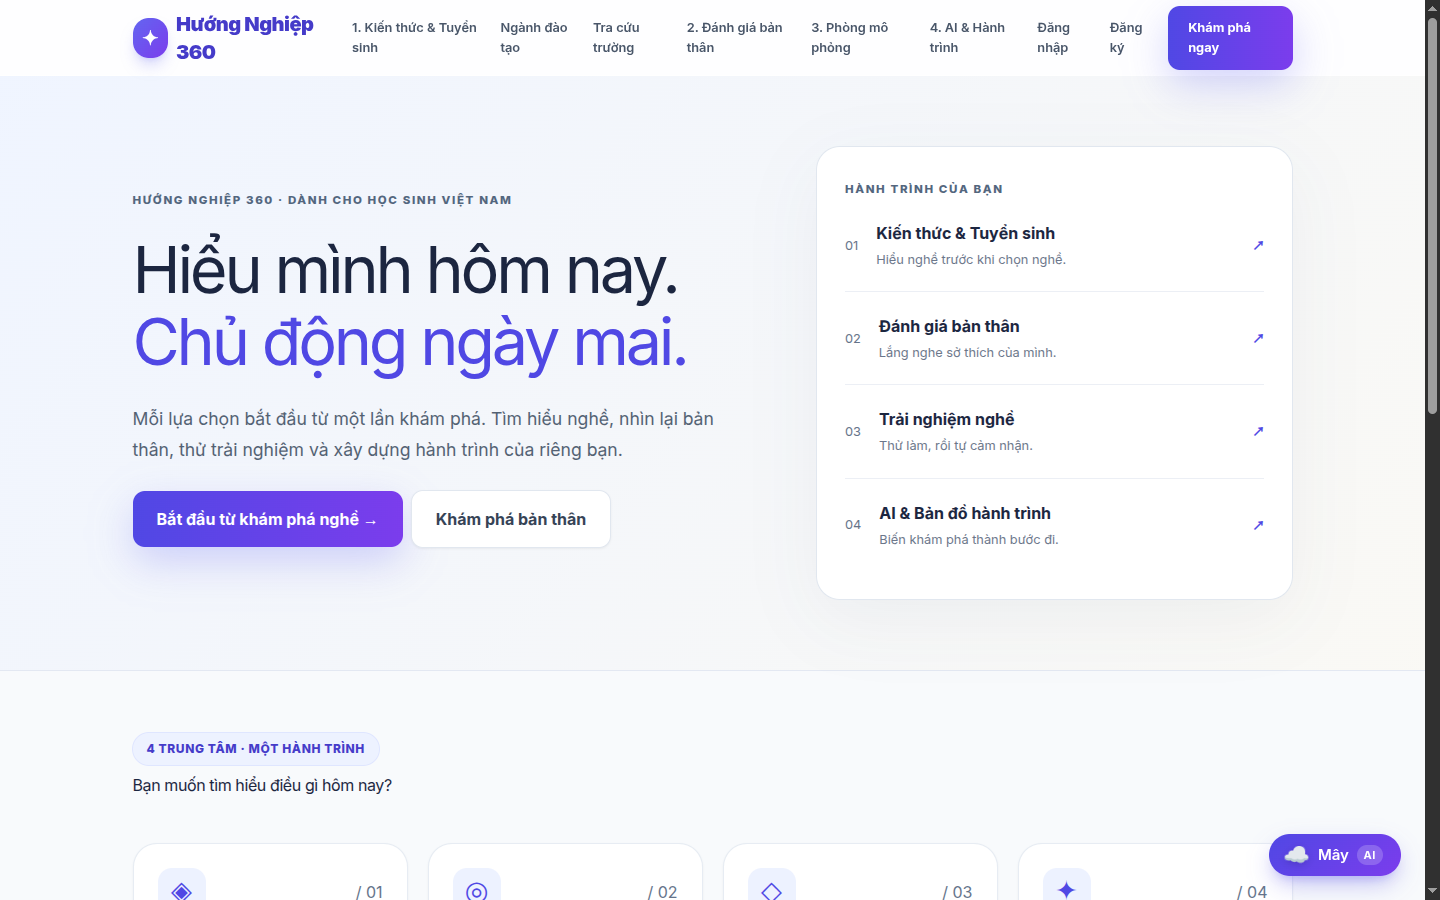 Hướng Nghiệp
360
1. Kiến thức & Tuyển
sinh
Ngành đào
tạo
Tra cứu
trường
2. Đánh giá bản
thân
3. Phòng mô
phỏng
4. AI & Hành
trình
Đăng
nhập
Đăng
ký
Khám phá
ngay
HƯỚNG NGHIỆP 360 · DÀNH CHO HỌC SINH VIỆT NAM
Hiểu mình hôm nay.
Chủ động ngày mai.
Mỗi lựa chọn bắt đầu từ một lần khám phá. Tìm hiểu nghề, nhìn lại bản
thân, thử trải nghiệm và xây dựng hành trình của riêng bạn.
Bắt đầu từ khám phá nghề →
Khám phá bản thân
HÀNH TRÌNH CỦA BẠN
01
Kiến thức & Tuyển sinh
Hiểu nghề trước khi chọn nghề.
02
Đánh giá bản thân
Lắng nghe sở thích của mình.
03
Trải nghiệm nghề
Thử làm, rồi tự cảm nhận.
04
AI & Bản đồ hành trình
Biến khám phá thành bước đi.
4 TRUNG TÂM · MỘT HÀNH TRÌNH
Bạn muốn tìm hiểu điều gì hôm nay?
/ 01
/ 02
/ 03
/ 04
Mây AI